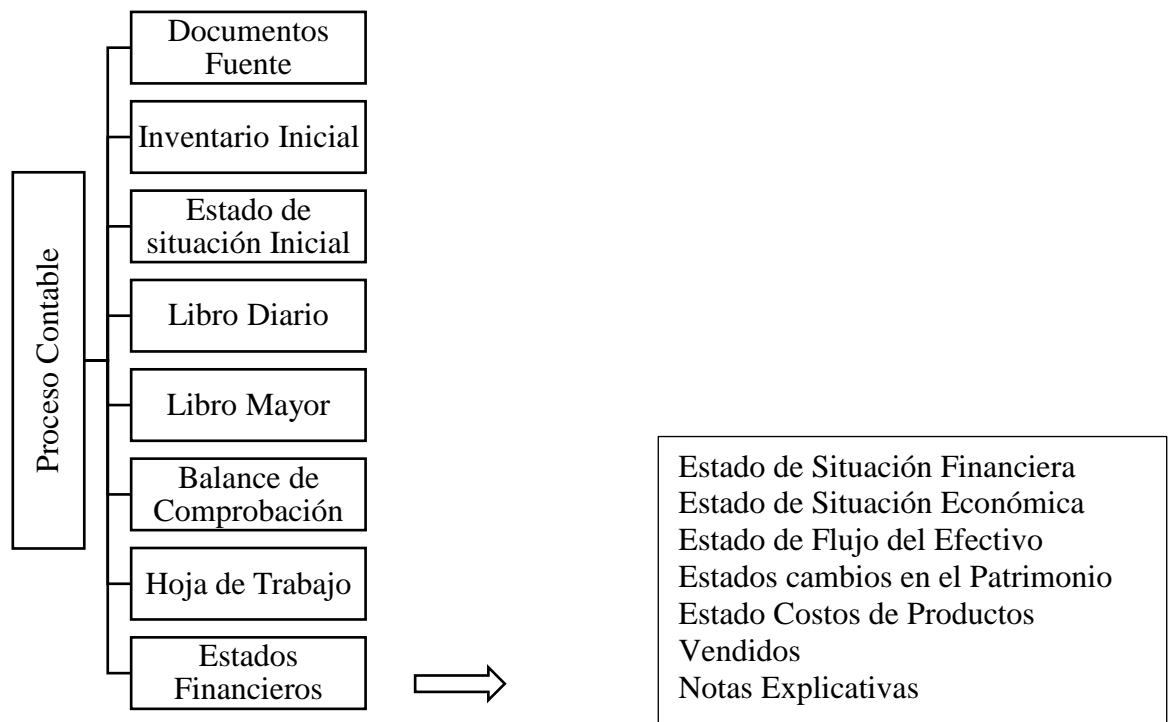 Proceso Contable
Documentos
Fuente
Inventario Inicial
Estado de
situación Inicial
Libro Diario
Libro Mayor
Balance de
Comprobación
Hoja de Trabajo
Estados
Financieros
Estado de Situación Financiera
Estado de Situación Económica
Estado de Flujo del Efectivo
Estados cambios en el Patrimonio
Estado Costos de Productos
Vendidos
Notas Explicativas